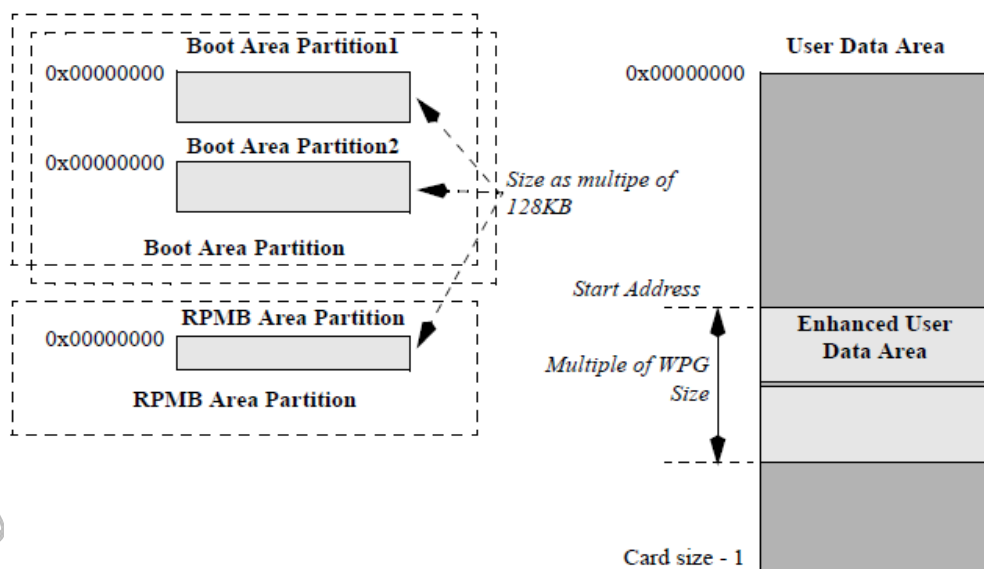 Boot Area Partition1
0x00000000
Boot Area Partition2
0x00000000
Boot Area Partition
Size as multipe of
128KB
RPMB Area Partition
0x00000000
RPMB Area Partition
User Data Area
0x00000000
Start Address
Enhanced User
Data Area
Multiple of WPG
Size
Card size - 1